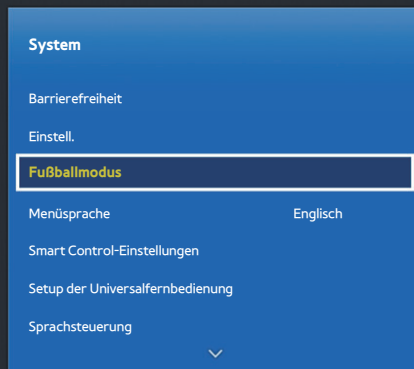 System
Barrierefreiheit
Einstell.
Fußballmodus
Menüsprache Englisch
Smart Control-Einstellungen
Setup der Universalfernbedienung
Sprachsteuerung